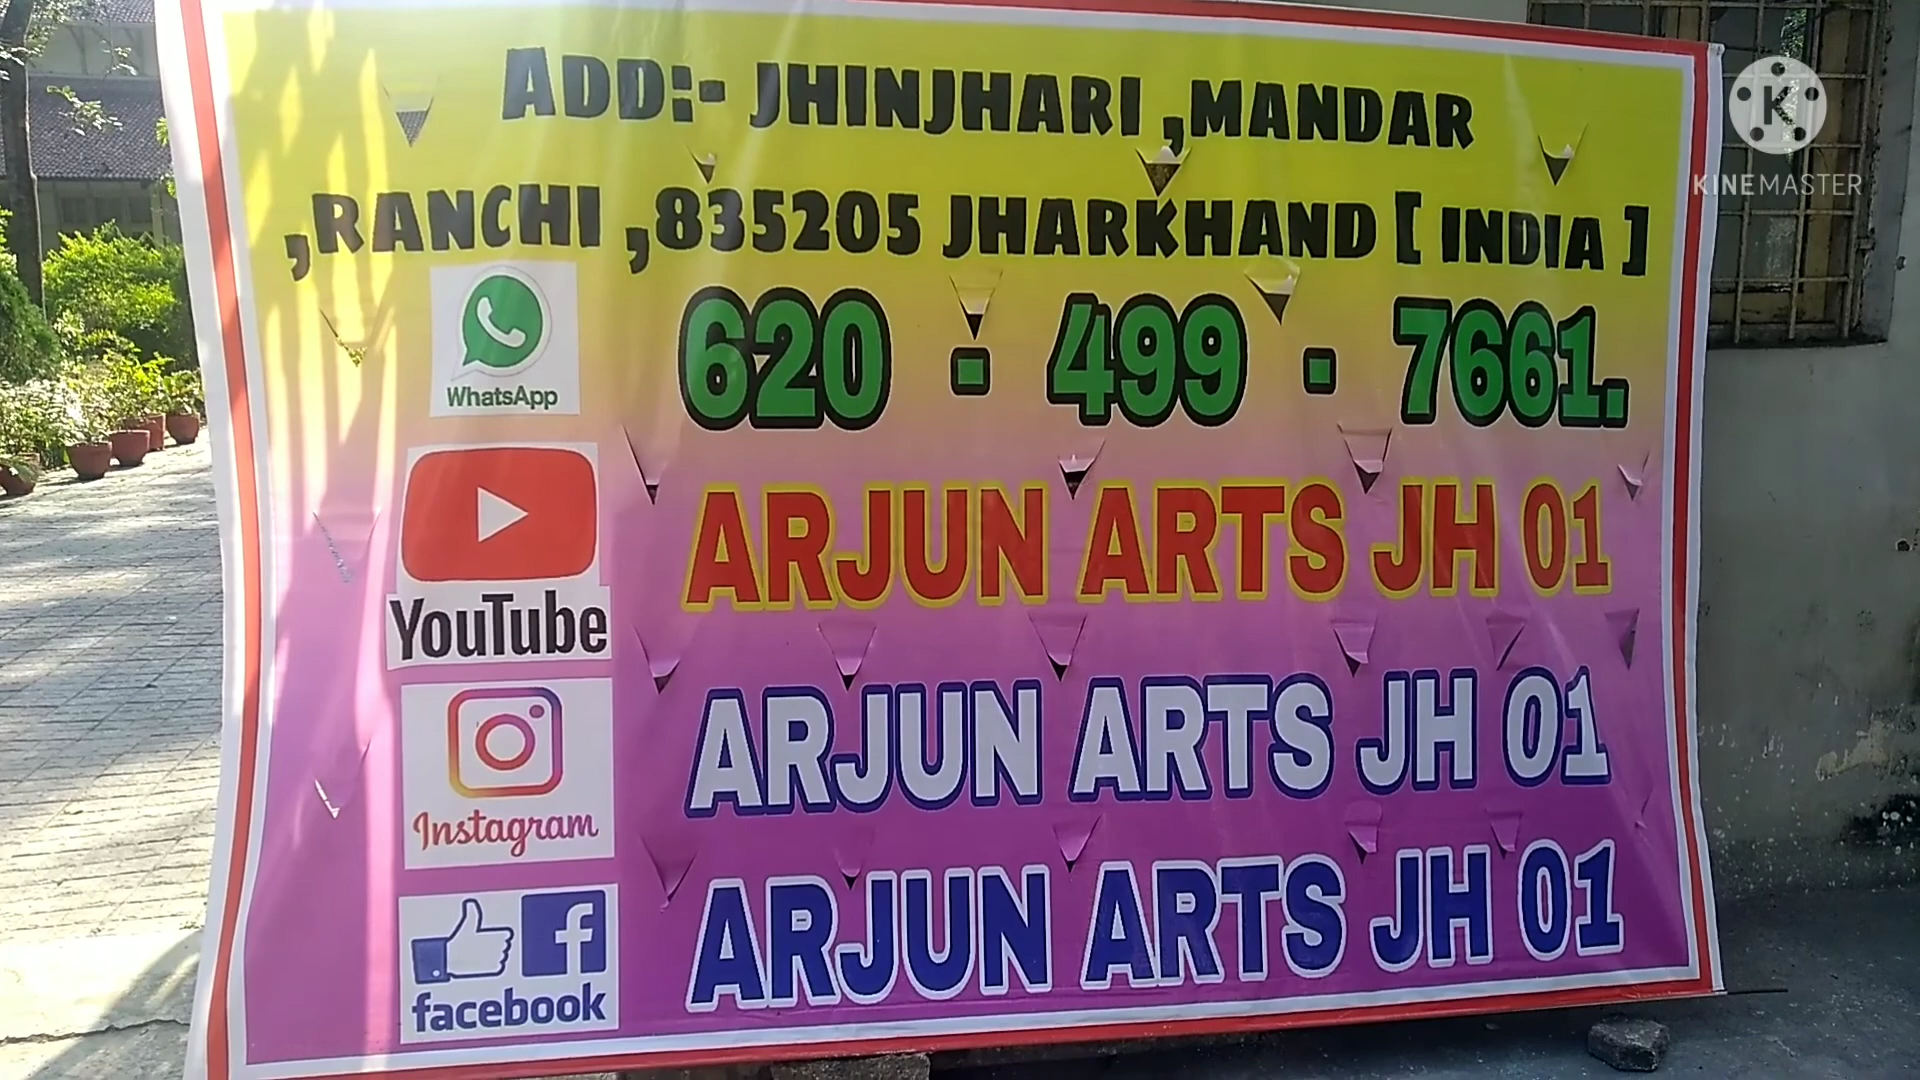 ADD:- JHINJHARI ,MANDAR
,RANCHI ,835205 JHARKHAND [ INDIA ]
WhatsApp 620 - 499 - 7661.
YouTube ARJUN ARTS JH 01
Instagram ARJUN ARTS JH 01
facebook ARJUN ARTS JH 01
K
KINEMASTER